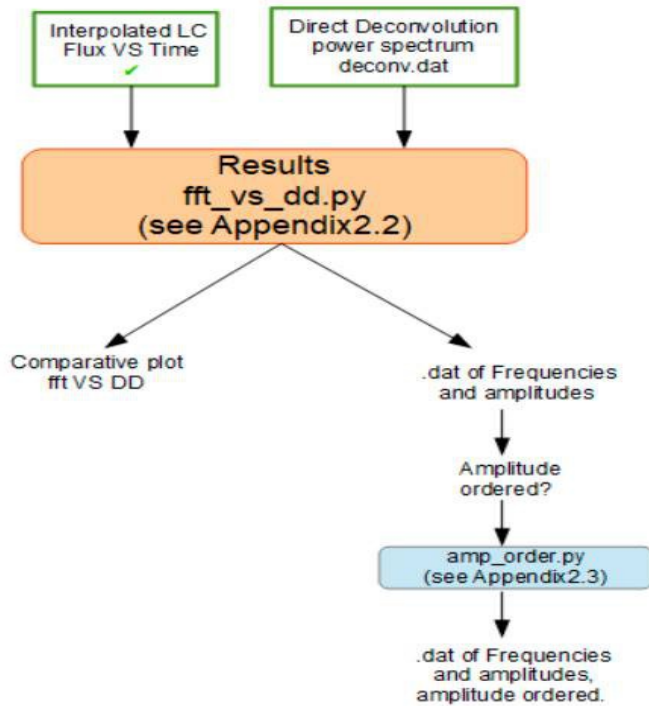 Interpolated LC
Flux VS Time
✓
Direct Deconvolution
power spectrum
deconv.dat
Results
fft_vs_dd.py
(see Appendix2.2)
Comparative plot
fft VS DD
.dat of Frequencies
and amplitudes
Amplitude
ordered?
amp_order.py
(see Appendix2.3)
.dat of Frequencies
and amplitudes,
amplitude ordered.